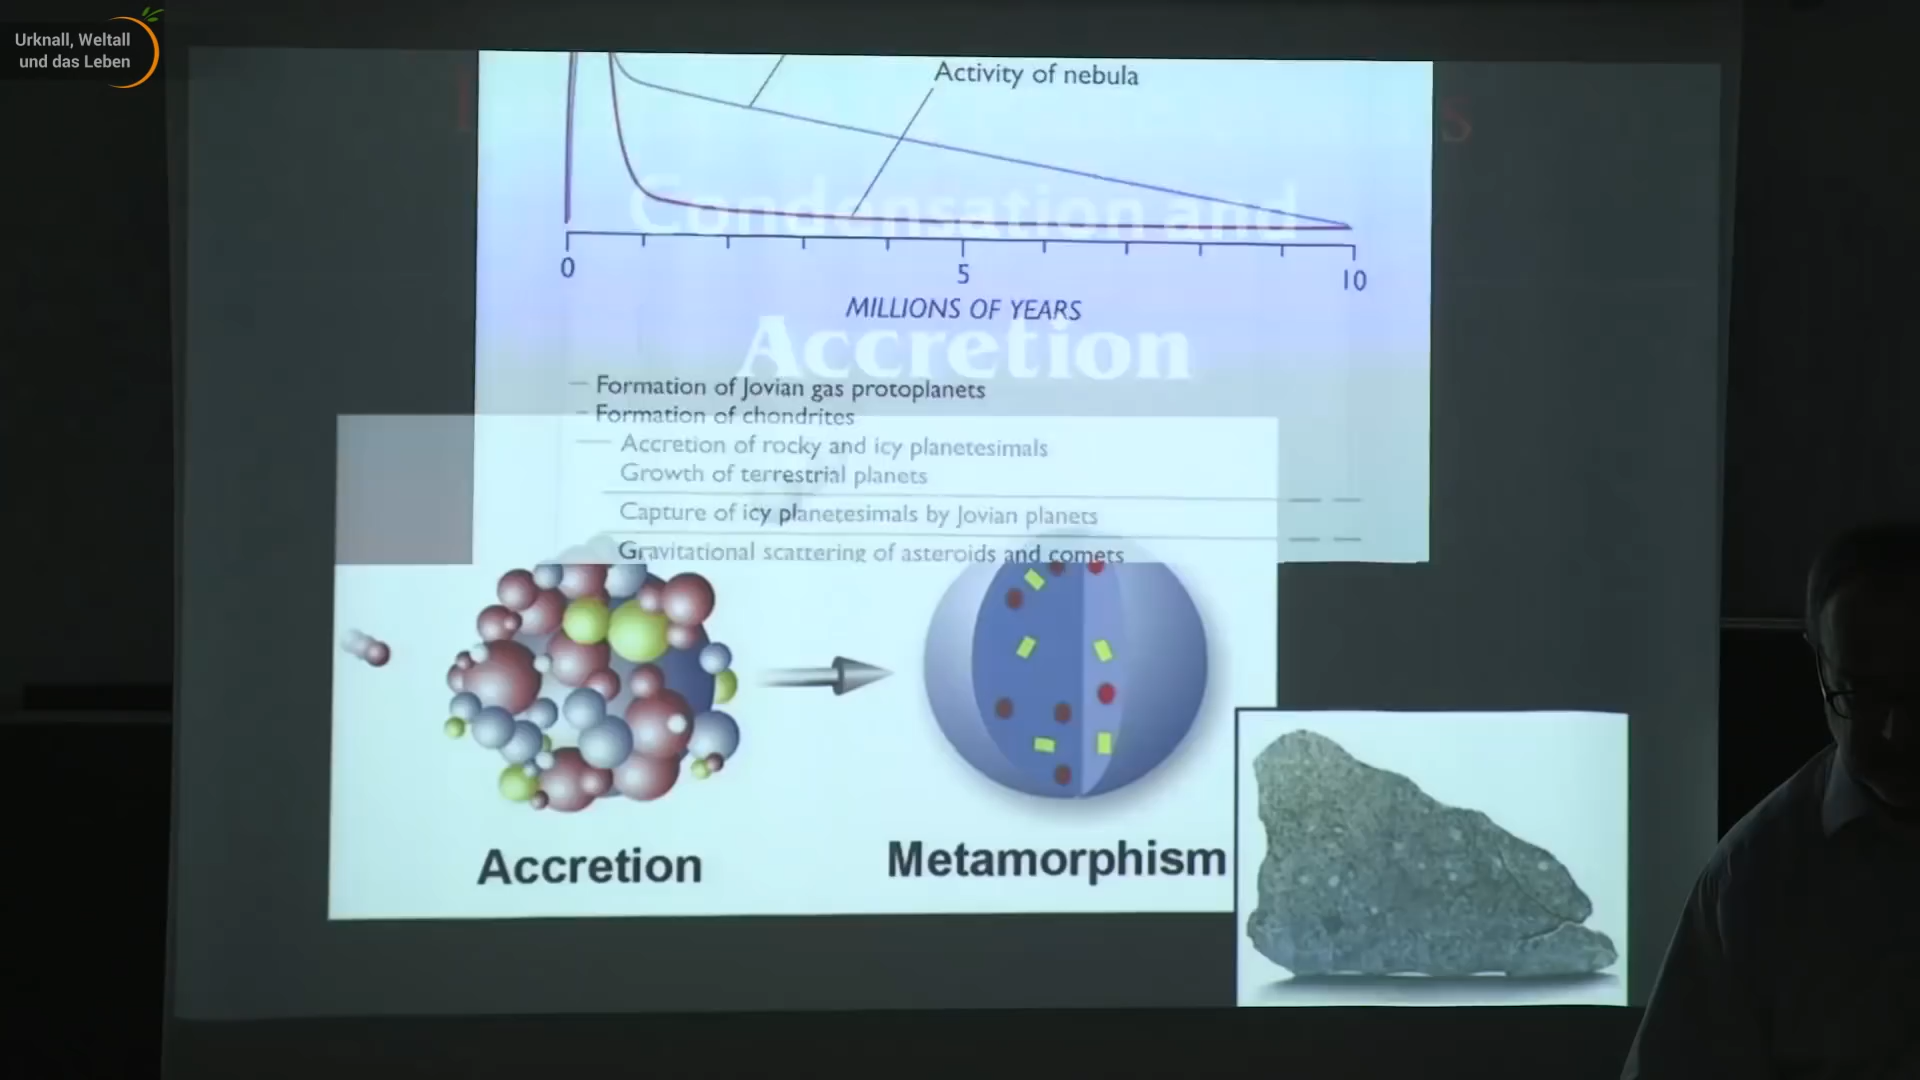 Urknall, Weltall
und das Leben
Activity of nebula
Condensation and
0 5 10
MILLIONS OF YEARS
Accretion
Formation of Jovian gas protoplanets
Formation of chondrites
Accretion of rocky and icy planetesimals
Growth of terrestrial planets
Capture of icy planetesimals by Jovian planets
Gravitational scattering of asteroids and comets
Accretion
Metamorphism